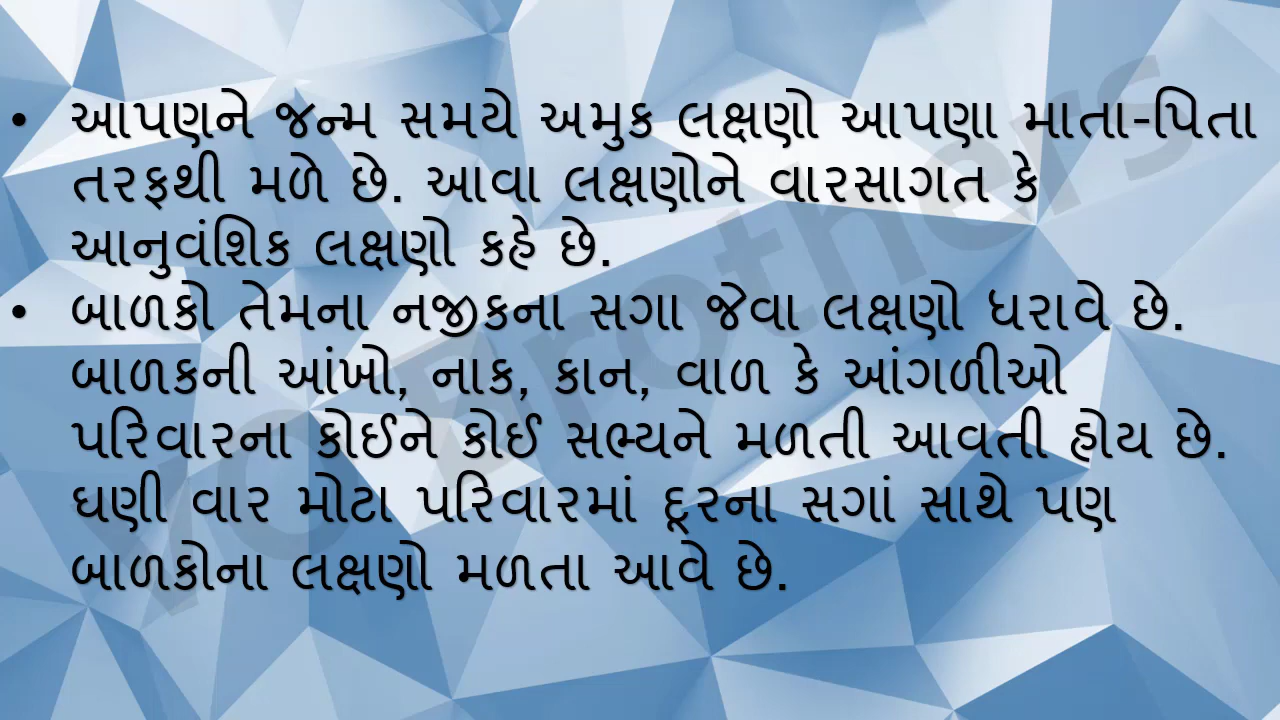 • આપણને જન્મ સમયે અમુક લક્ષણો આપણા માતા-પિતા
તરફથી મળે છે. આવા લક્ષણોને વારસાગત કે
આનુવંશિક લક્ષણો કહે છે.
• બાળકો તેમના નજીકના સગા જેવા લક્ષણો ધરાવે છે.
બાળકની આંખો, નાક, કાન, વાળ કે આંગળીઓ
પરિવારના કોઈને કોઈ સભ્યને મળતી આવતી હોય છે.
ઘણી વાર મોટા પરિવારમાં દૂરના સગાં સાથે પણ
બાળકોના લક્ષણો મળતા આવે છે.